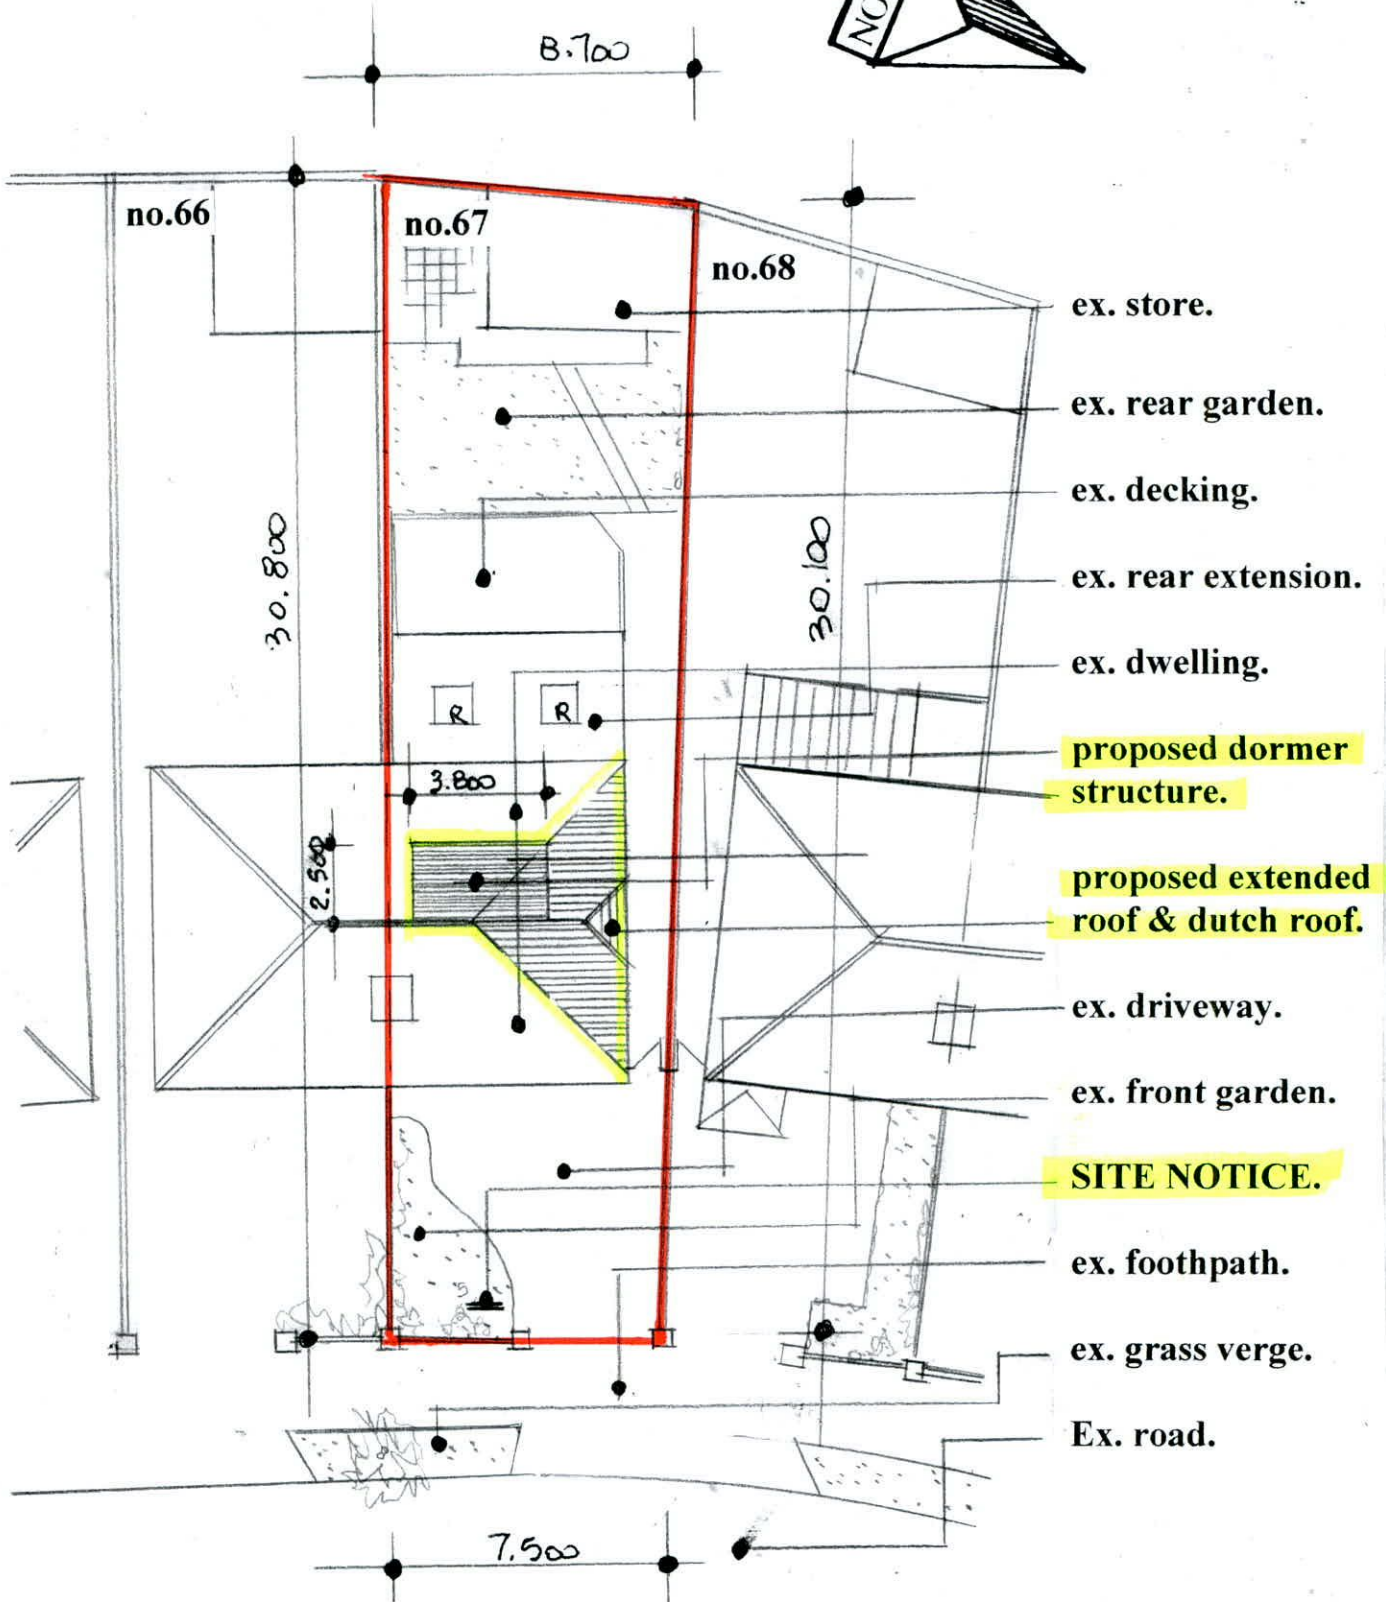 NO
8.700
no.66
no.67
no.68
ex. store.
ex. rear garden.
ex. decking.
30.800
30.100
ex. rear extension.
ex. dwelling.
R
R
proposed dormer
structure.
3.800
2.500
proposed extended
roof & dutch roof.
ex. driveway.
ex. front garden.
SITE NOTICE.
ex. foothpath.
ex. grass verge.
Ex. road.
7.500